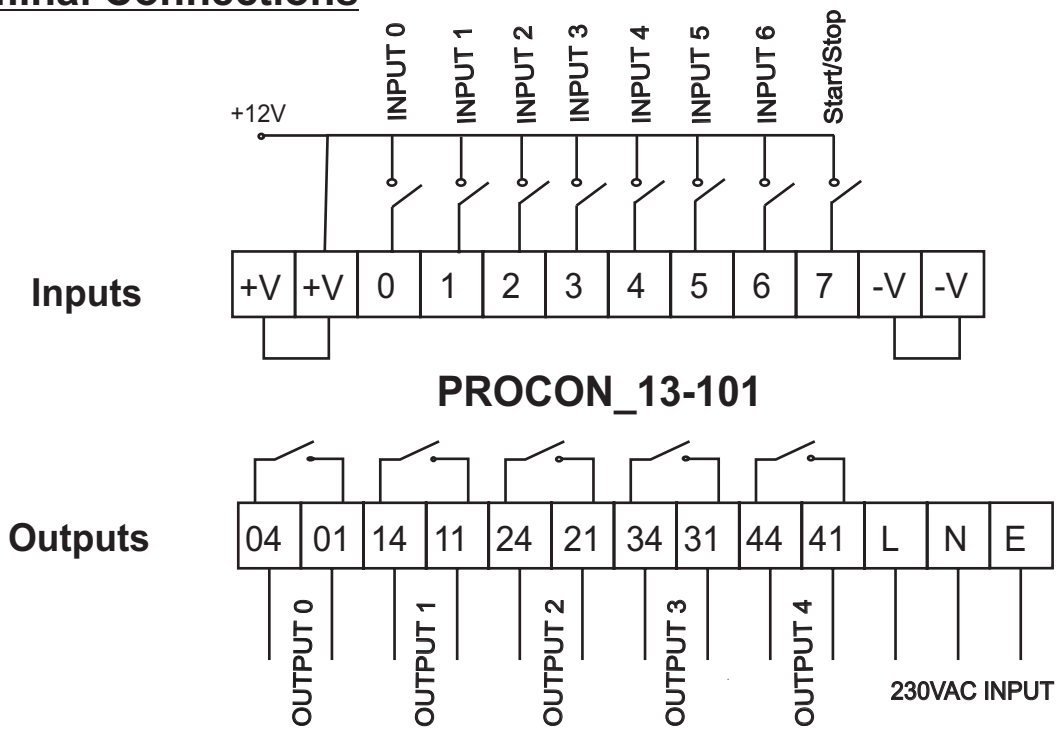 Connections
INPUT 0
INPUT 1
INPUT 2
INPUT 3
INPUT 4
INPUT 5
INPUT 6
Start/Stop
+12V
Inputs
+V +V 0 1 2 3 4 5 6 7 -V -V
PROCON_13-101
Outputs
04 01 14 11 24 21 34 31 44 41 L N E
OUTPUT 0
OUTPUT 1
OUTPUT 2
OUTPUT 3
OUTPUT 4
230VAC INPUT